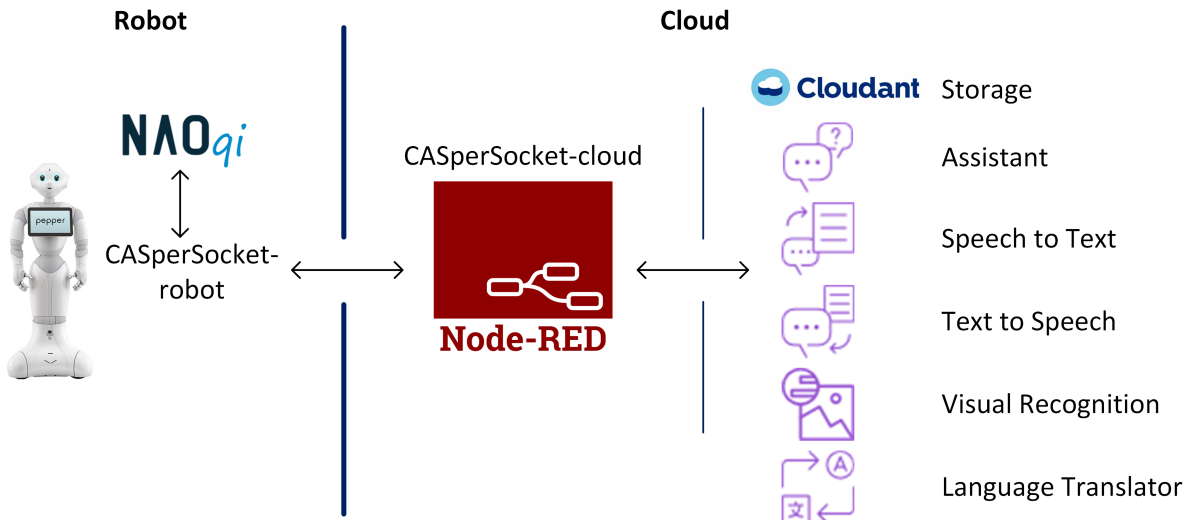 Robot
Cloud
NAOqi
pepper
CASperSocket-
robot
CASperSocket-cloud
Node-RED
Cloudant
Storage
?
Assistant
Speech to Text
Text to Speech
Visual Recognition
A
文
Language Translator